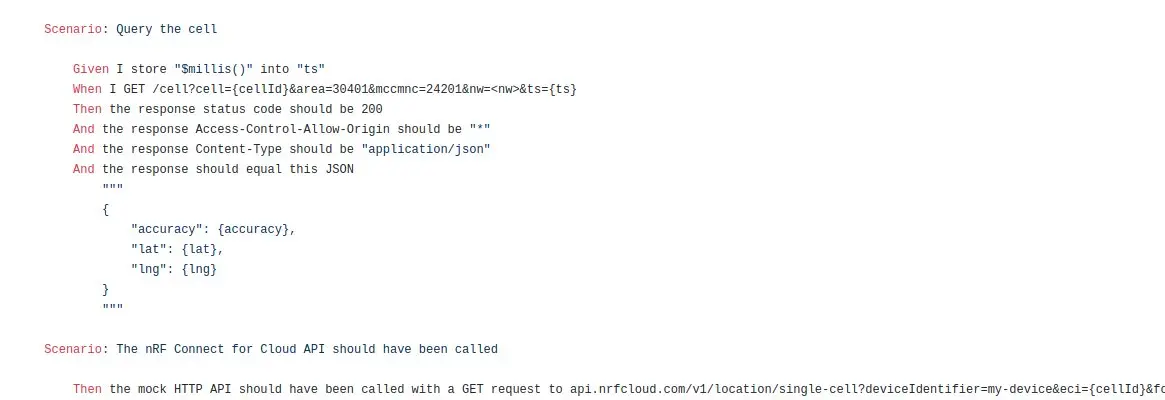 Scenario: Query the cell
Given I store "$millis()" into "ts"
When I GET /cell?cell={cellId}&area=30401&mccmnc=24201&nw=<nw>&ts={ts}
Then the response status code should be 200
And the response Access-Control-Allow-Origin should be "*"
And the response Content-Type should be "application/json"
And the response should equal this JSON
"""
{
"accuracy": {accuracy},
"lat": {lat},
"lng": {lng}
}
"""
Scenario: The nRF Connect for Cloud API should have been called
Then the mock HTTP API should have been called with a GET request to api.nrfcloud.com/v1/location/single-cell?deviceIdentifier=my-device&eci={cellId}&fo